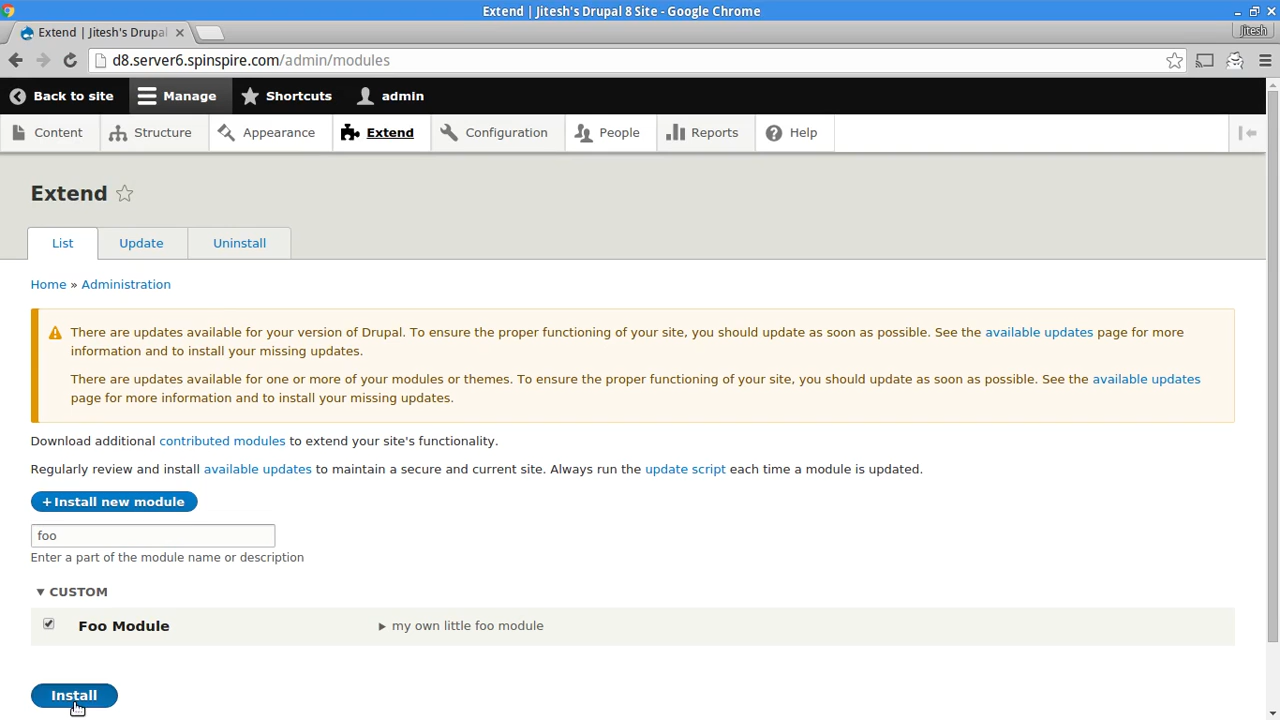 Extend | Jitesh's Drupal 8 Site - Google Chrome
Extend | Jitesh's Drupal
Jitesh
d8.server6.spinspire.com/admin/modules
Back to site Manage Shortcuts admin
Content Structure Appearance Extend Configuration People Reports Help
Extend
List Update Uninstall
Home » Administration
There are updates available for your version of Drupal. To ensure the proper functioning of your site, you should update as soon as possible. See the available updates page for more
information and to install your missing updates.
There are updates available for one or more of your modules or themes. To ensure the proper functioning of your site, you should update as soon as possible. See the available updates
page for more information and to install your missing updates.
Download additional contributed modules to extend your site's functionality.
Regularly review and install available updates to maintain a secure and current site. Always run the update script each time a module is updated.
+ Install new module
foo
Enter a part of the module name or description
▼ CUSTOM
Foo Module ► my own little foo module
Install